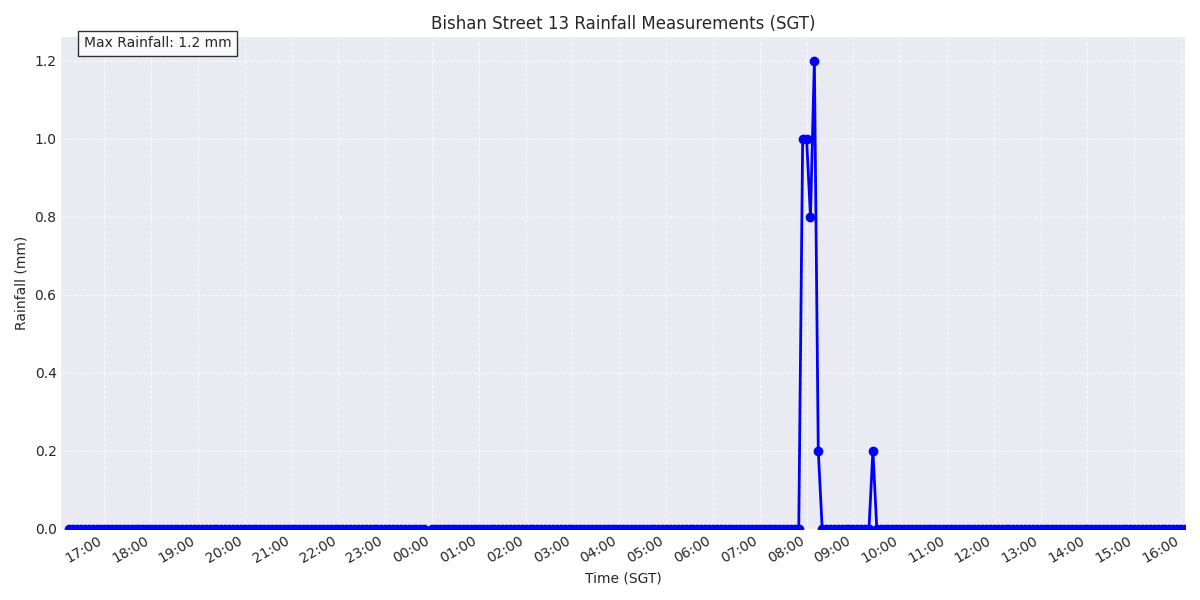 Bishan Street 13 Rainfall Measurements (SGT)
Max Rainfall: 1.2 mm
1.2
1.0
0.8
0.6
0.4
0.2
0.0
Rainfall (mm)
17:00 18:00 19:00 20:00 21:00 22:00 23:00 00:00 01:00 02:00 03:00 04:00 05:00 06:00 07:00 08:00 09:00 10:00 11:00 12:00 13:00 14:00 15:00 16:00
Time (SGT)